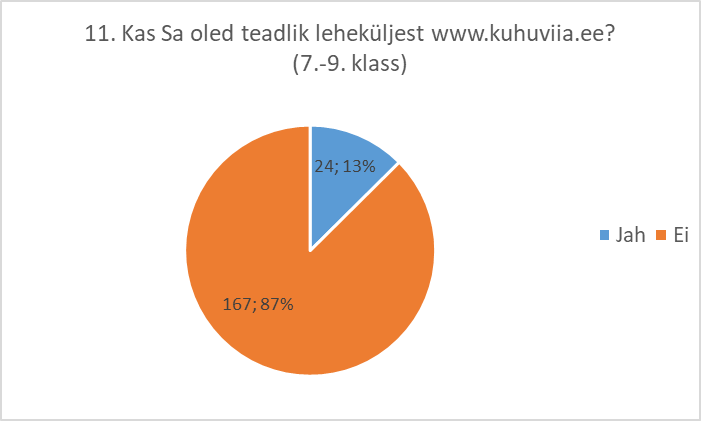 11. Kas Sa oled teadlik leheküljest www.kuhuviia.ee?
(7.-9. klass)
24; 13%
167; 87%
Jah
Ei